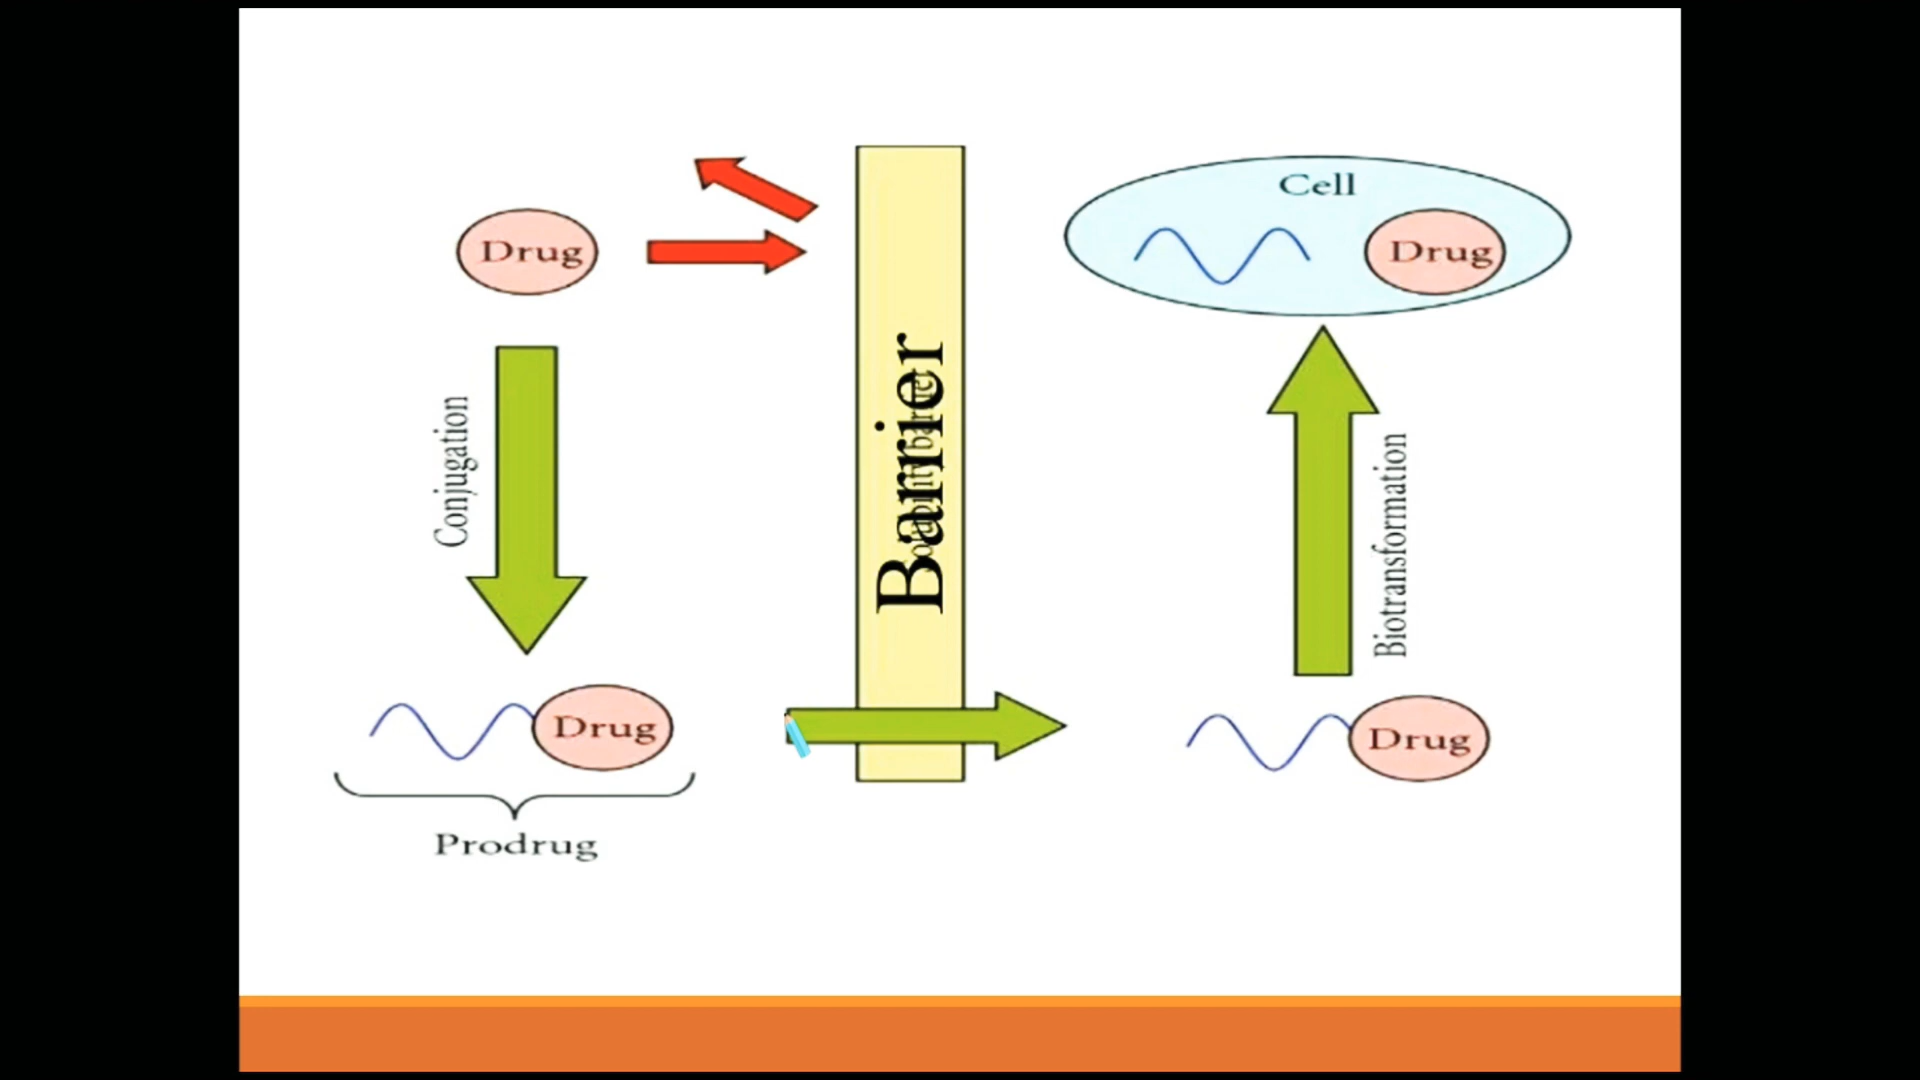 Cell
Drug
Drug
Conjugation
Barrier
Biotransformation
Drug
Drug
Prodrug